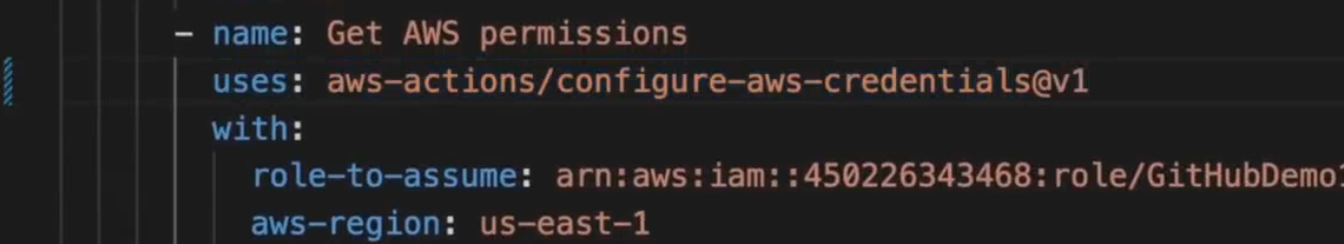 - name: Get AWS permissions
uses: aws-actions/configure-aws-credentials@v1
with:
role-to-assume: arn:aws:iam::450226343468:role/GitHubDemo1
aws-region: us-east-1